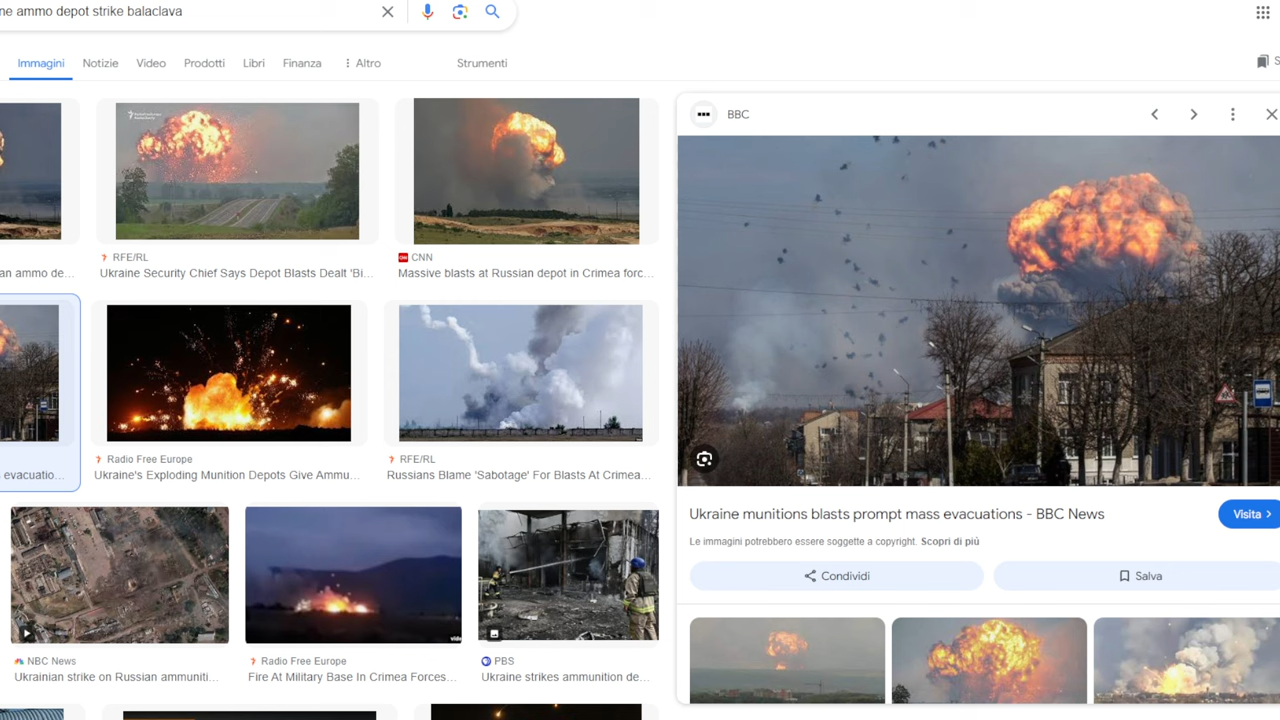 ne ammo depot strike balaclava
Immagini Notizie Video Prodotti Libri Finanza Altro Strumenti
BBC
RFE/RL
Ukraine Security Chief Says Depot Blasts Dealt 'Bi...
CNN
Massive blasts at Russian depot in Crimea forc...
an ammo de...
Radio Free Europe
Ukraine's Exploding Munition Depots Give Ammu...
RFE/RL
Russians Blame 'Sabotage' For Blasts At Crimea...
evacuatio...
Ukraine munitions blasts prompt mass evacuations - BBC News
Visita
Le immagini potrebbero essere soggette a copyright. Scopri di più
Condividi
Salva
NBC News
Ukrainian strike on Russian ammuniti...
Radio Free Europe
Fire At Military Base In Crimea Forces...
PBS
Ukraine strikes ammunition de...